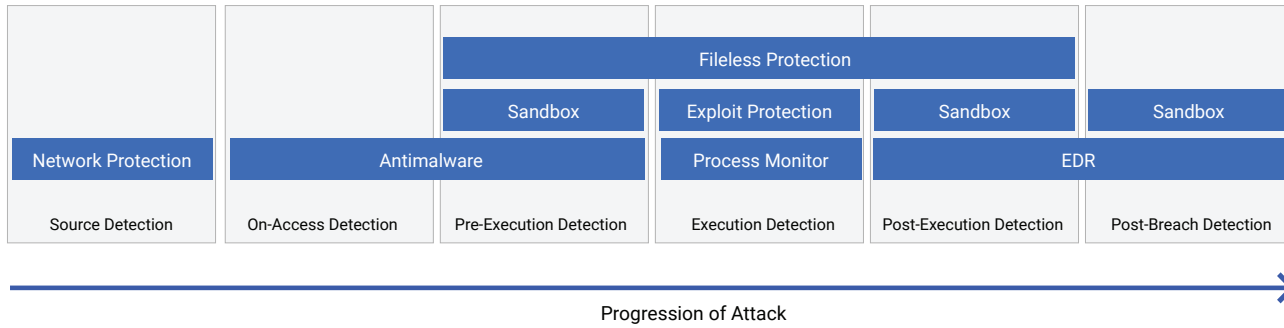 Fileless Protection
Sandbox
Exploit Protection
Sandbox
Sandbox
Network Protection
Antimalware
Process Monitor
EDR
Source Detection
On-Access Detection
Pre-Execution Detection
Execution Detection
Post-Execution Detection
Post-Breach Detection
Progression of Attack